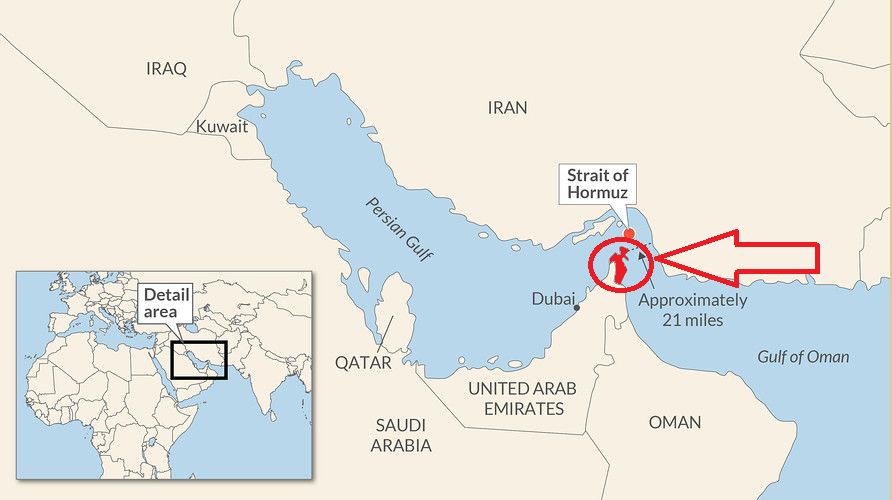 IRAQ
IRAN
Kuwait
Strait of
Hormuz
Persian Gulf
Detail
area
Dubai
Approximately
21 miles
QATAR
Gulf of Oman
UNITED ARAB
EMIRATES
SAUDI
ARABIA
OMAN